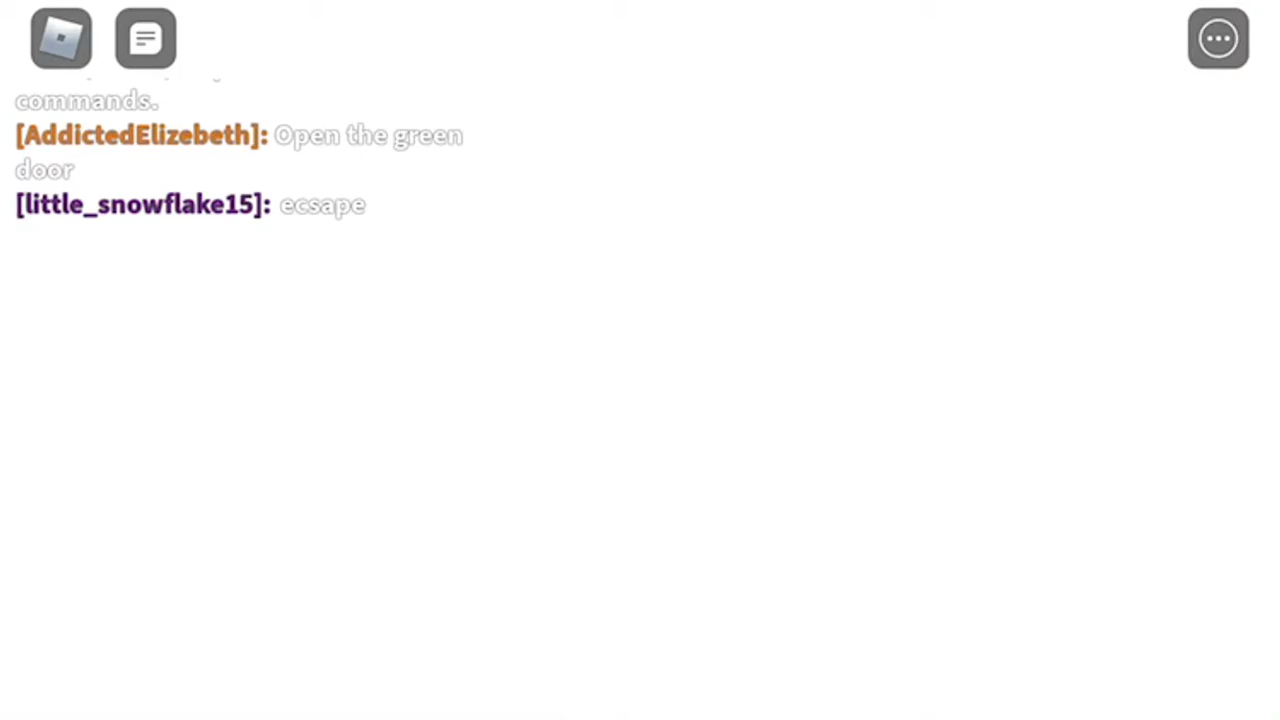 commands.
[AddictedElizebeth]: Open the green
door
[little_snowflake15]: ecsape